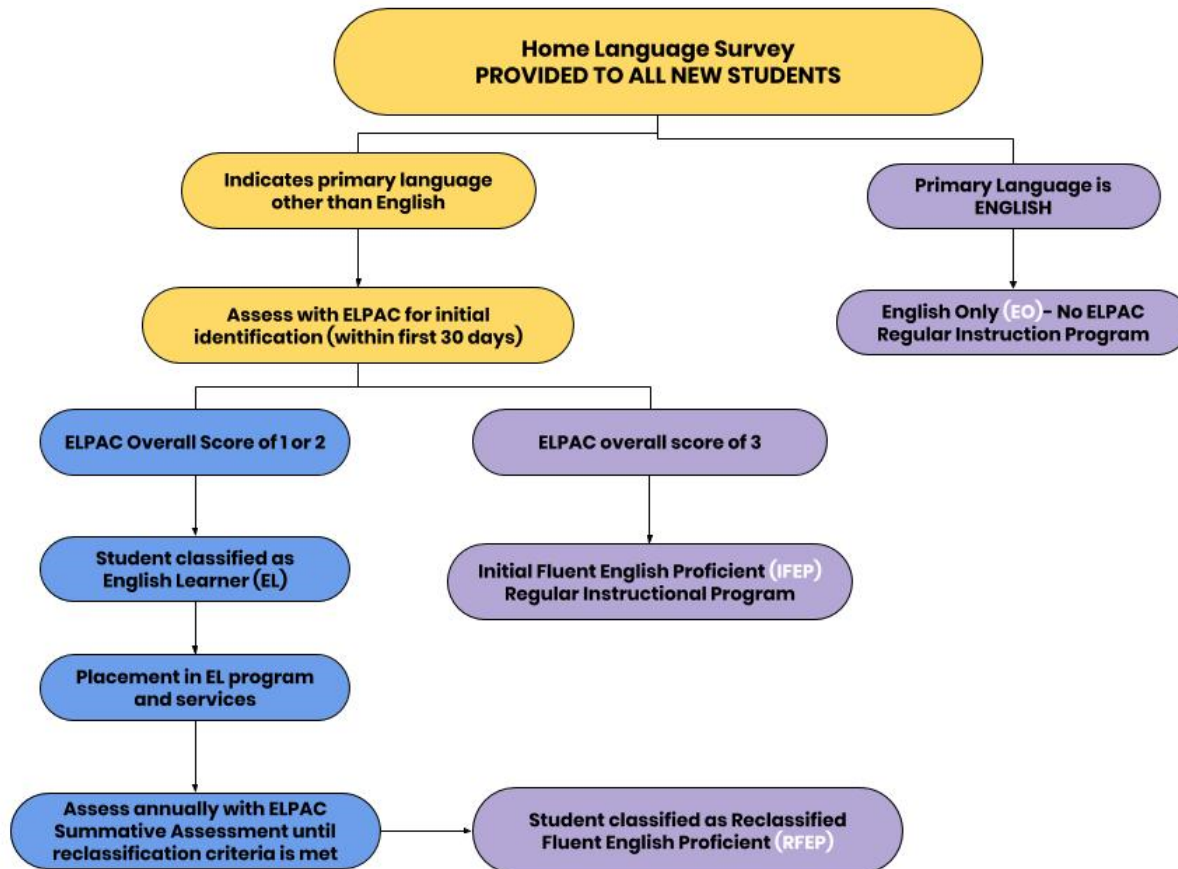 Home Language Survey
PROVIDED TO ALL NEW STUDENTS
Indicates primary language
other than English
Primary Language is
ENGLISH
Assess with ELPAC for initial
identification (within first 30 days)
English Only (EO)- No ELPAC
Regular Instruction Program
ELPAC Overall Score of 1 or 2
ELPAC overall score of 3
Student classified as
English Learner (EL)
Initial Fluent English Proficient (IFEP)
Regular Instructional Program
Placement in EL program
and services
Assess annually with ELPAC
Summative Assessment until
reclassification criteria is met
Student classified as Reclassified
Fluent English Proficient (RFEP)